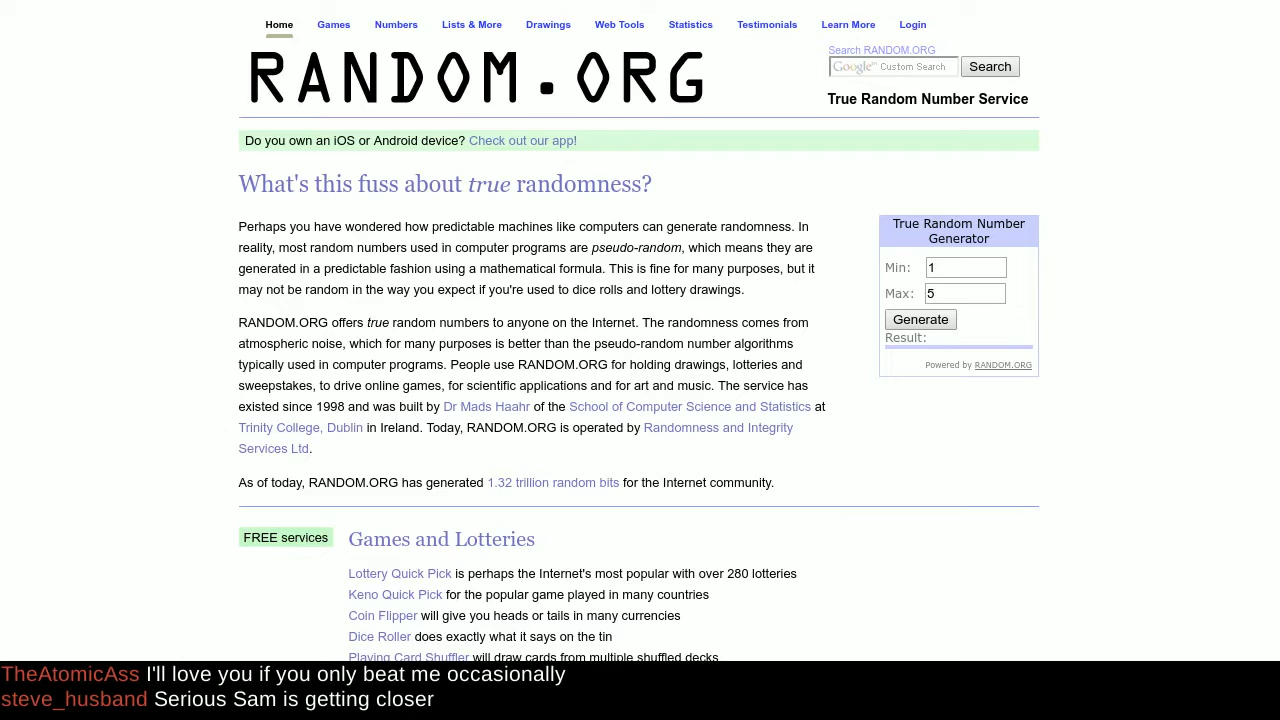 Home Games Numbers Lists & More Drawings Web Tools Statistics Testimonials Learn More Login
RANDOM.ORG
Search RANDOM.ORG
Google™ Custom Search Search
True Random Number Service
Do you own an iOS or Android device? Check out our app!
What's this fuss about true randomness?
Perhaps you have wondered how predictable machines like computers can generate randomness. In
reality, most random numbers used in computer programs are pseudo-random, which means they are
generated in a predictable fashion using a mathematical formula. This is fine for many purposes, but it
may not be random in the way you expect if you're used to dice rolls and lottery drawings.
RANDOM.ORG offers true random numbers to anyone on the Internet. The randomness comes from
atmospheric noise, which for many purposes is better than the pseudo-random number algorithms
typically used in computer programs. People use RANDOM.ORG for holding drawings, lotteries and
sweepstakes, to drive online games, for scientific applications and for art and music. The service has
existed since 1998 and was built by Dr Mads Haahr of the School of Computer Science and Statistics at
Trinity College, Dublin in Ireland. Today, RANDOM.ORG is operated by Randomness and Integrity
Services Ltd.
As of today, RANDOM.ORG has generated 1.32 trillion random bits for the Internet community.
True Random Number
Generator
Min: 1
Max: 5
Generate
Result:
Powered by RANDOM.ORG
FREE services
Games and Lotteries
Lottery Quick Pick is perhaps the Internet's most popular with over 280 lotteries
Keno Quick Pick for the popular game played in many countries
Coin Flipper will give you heads or tails in many currencies
Dice Roller does exactly what it says on the tin
Playing Card Shuffler will draw cards from multiple shuffled decks
TheAtomicAss I'll love you if you only beat me occasionally
steve_husband Serious Sam is getting closer